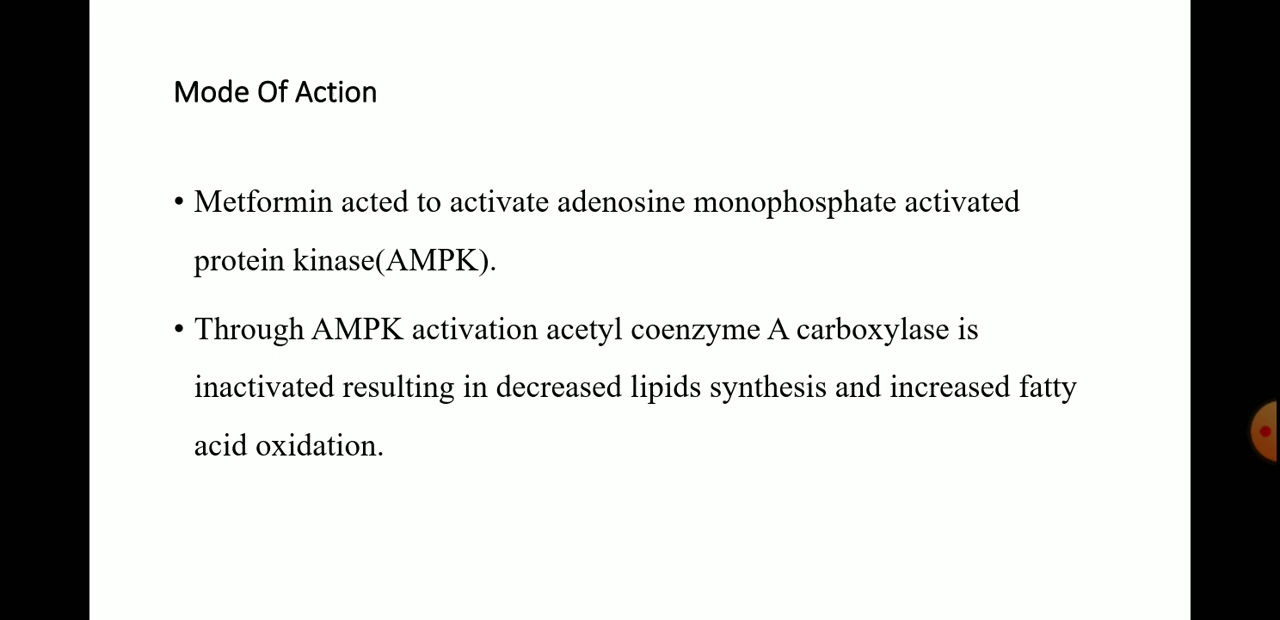 Mode Of Action
• Metformin acted to activate adenosine monophosphate activated
protein kinase(AMPK).
• Through AMPK activation acetyl coenzyme A carboxylase is
inactivated resulting in decreased lipids synthesis and increased fatty
acid oxidation.